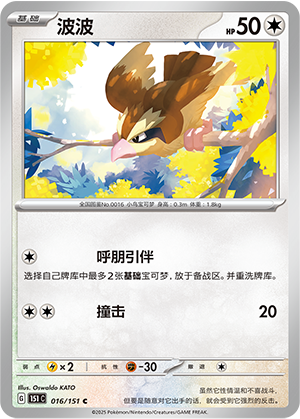 基础 波波 HP 50
全国图鉴No.0016 小鸟宝可梦 身高：0.3m 体重：1.8kg
呼朋引伴
选择自己牌库中最多2张基础宝可梦，放于备战区。并重洗牌库。
撞击 20
弱点 ×2 抗性 -30 撤退
Illus. Oswaldo KATO
G 151 C 016/151 C
虽然它性情温和不喜战斗，
但要是随意对它出手的话，就会受到它强烈的反击。
©2025 Pokémon/Nintendo/Creatures/GAME FREAK.